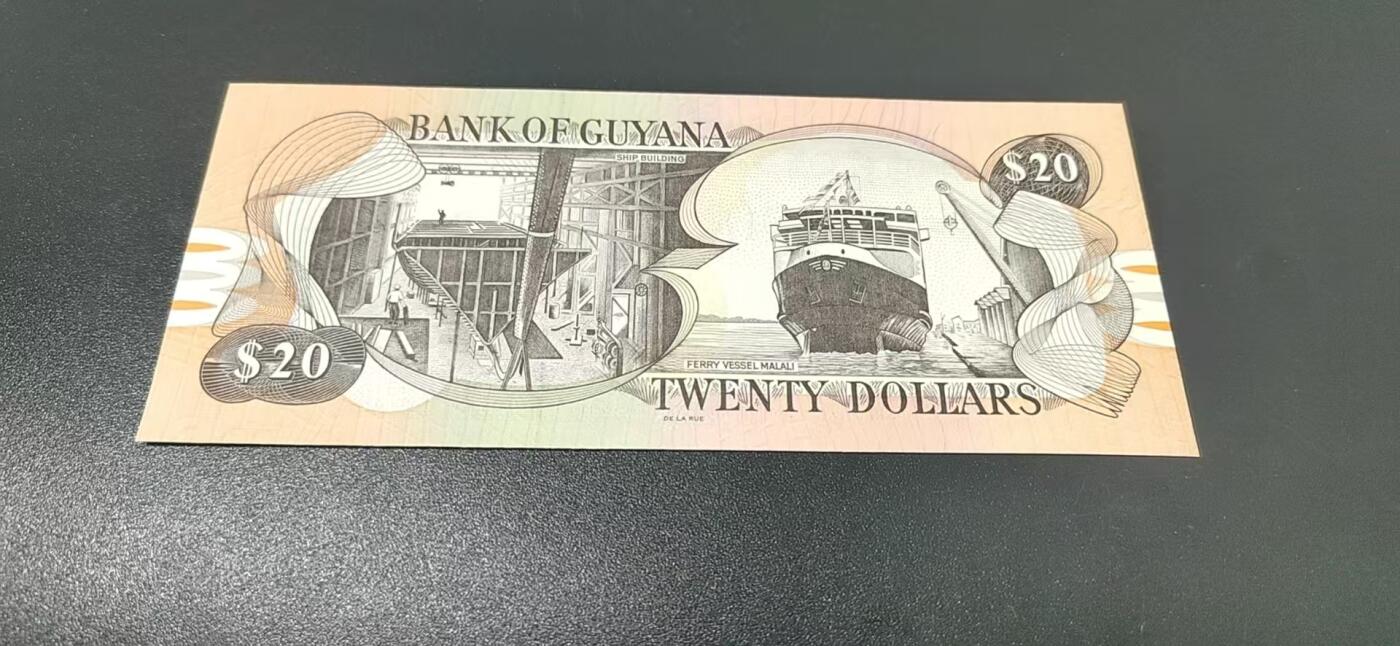 BANK OF GUYANA
SHIP BUILDING
$20
$20
FERRY VESSEL MALALI
TWENTY DOLLARS
DE LA RUE